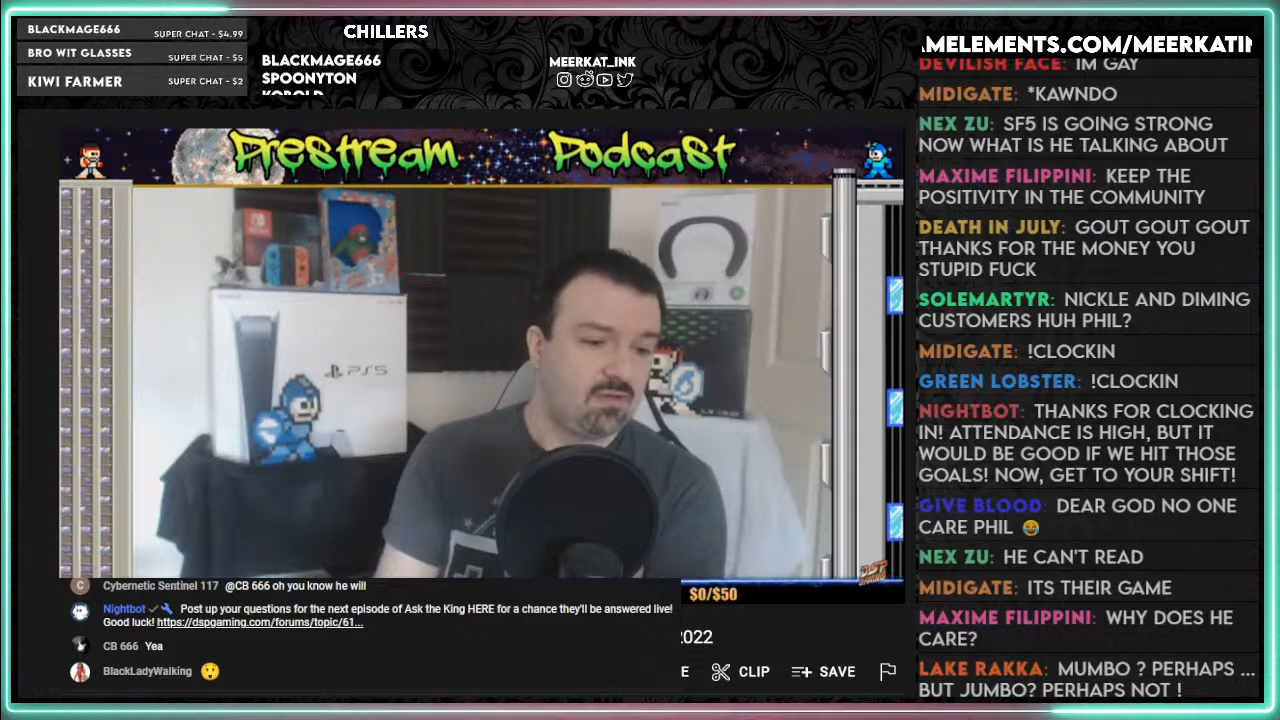 BLACKMAGE666 SUPER CHAT - $4.99
BRO WIT GLASSES SUPER CHAT - $5
KIWI FARMER SUPER CHAT - $2
CHILLERS
BLACKMAGE666
SPOONYTON
KOBOLD
MEERKAT_INK
Prestream Podcast
PS5
$0/$50
Cybernetic Sentinel 117 @CB 666 oh you know he will
Nightbot Post up your questions for the next episode of Ask the King HERE for a chance they'll be answered live!
Good luck! https://dspgaming.com/forums/topic/61...
CB 666 Yea
BlackLadyWalking 😲
2022
E CLIP SAVE
AMELEMENTS.COM/MEERKATIN
DEVILISH FACE: IM GAY
MIDIGATE: *KAWNDO
NEX ZU: SF5 IS GOING STRONG
NOW WHAT IS HE TALKING ABOUT
MAXIME FILIPPINI: KEEP THE
POSITIVITY IN THE COMMUNITY
DEATH IN JULY: GOUT GOUT GOUT
THANKS FOR THE MONEY YOU
STUPID FUCK
SOLEMARTYR: NICKLE AND DIMING
CUSTOMERS HUH PHIL?
MIDIGATE: !CLOCKIN
GREEN LOBSTER: !CLOCKIN
NIGHTBOT: THANKS FOR CLOCKING
IN! ATTENDANCE IS HIGH, BUT IT
WOULD BE GOOD IF WE HIT THOSE
GOALS! NOW, GET TO YOUR SHIFT!
GIVE BLOOD: DEAR GOD NO ONE
CARE PHIL 😂
NEX ZU: HE CAN'T READ
MIDIGATE: ITS THEIR GAME
MAXIME FILIPPINI: WHY DOES HE
CARE?
LAKE RAKKA: MUMBO ? PERHAPS ...
BUT JUMBO? PERHAPS NOT !